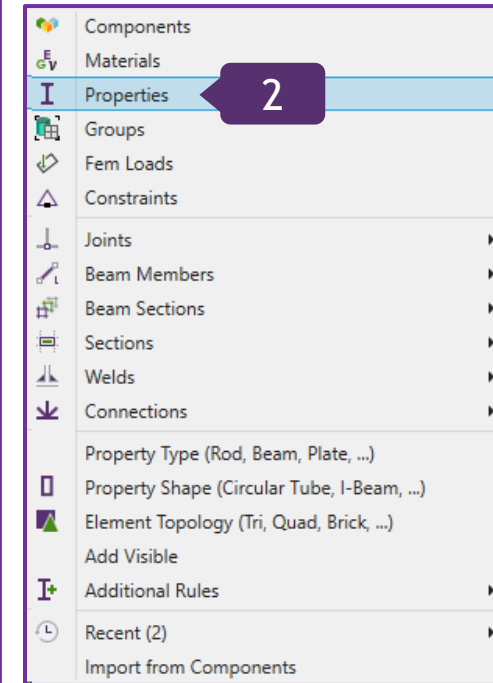 Components
Materials
Properties
2
Groups
Fem Loads
Constraints
Joints
Beam Members
Beam Sections
Sections
Welds
Connections
Property Type (Rod, Beam, Plate, ...)
Property Shape (Circular Tube, I-Beam, ...)
Element Topology (Tri, Quad, Brick, ...)
Add Visible
Additional Rules
Recent (2)
Import from Components